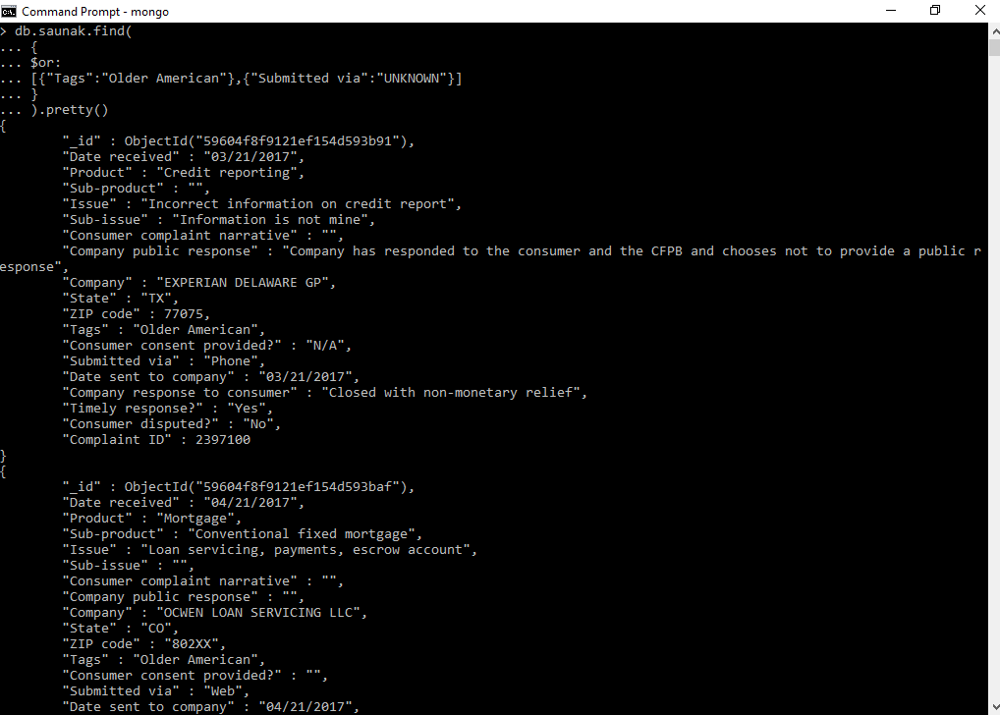 Command Prompt - mongo
> db.saunak.find(
... {
... $or:
... [{"Tags":"Older American"},{"Submitted via":"UNKNOWN"}]
... }
... ).pretty()
{
        "_id" : ObjectId("59604f8f9121ef154d593b91"),
        "Date received" : "03/21/2017",
        "Product" : "Credit reporting",
        "Sub-product" : "",
        "Issue" : "Incorrect information on credit report",
        "Sub-issue" : "Information is not mine",
        "Consumer complaint narrative" : "",
        "Company public response" : "Company has responded to the consumer and the CFPB and chooses not to provide a public r
esponse",
        "Company" : "EXPERIAN DELAWARE GP",
        "State" : "TX",
        "ZIP code" : 77075,
        "Tags" : "Older American",
        "Consumer consent provided?" : "N/A",
        "Submitted via" : "Phone",
        "Date sent to company" : "03/21/2017",
        "Company response to consumer" : "Closed with non-monetary relief",
        "Timely response?" : "Yes",
        "Consumer disputed?" : "No",
        "Complaint ID" : 2397100
}
{
        "_id" : ObjectId("59604f8f9121ef154d593baf"),
        "Date received" : "04/21/2017",
        "Product" : "Mortgage",
        "Sub-product" : "Conventional fixed mortgage",
        "Issue" : "Loan servicing, payments, escrow account",
        "Sub-issue" : "",
        "Consumer complaint narrative" : "",
        "Company public response" : "",
        "Company" : "OCWEN LOAN SERVICING LLC",
        "State" : "CO",
        "ZIP code" : "802XX",
        "Tags" : "Older American",
        "Consumer consent provided?" : "",
        "Submitted via" : "Web",
        "Date sent to company" : "04/21/2017",